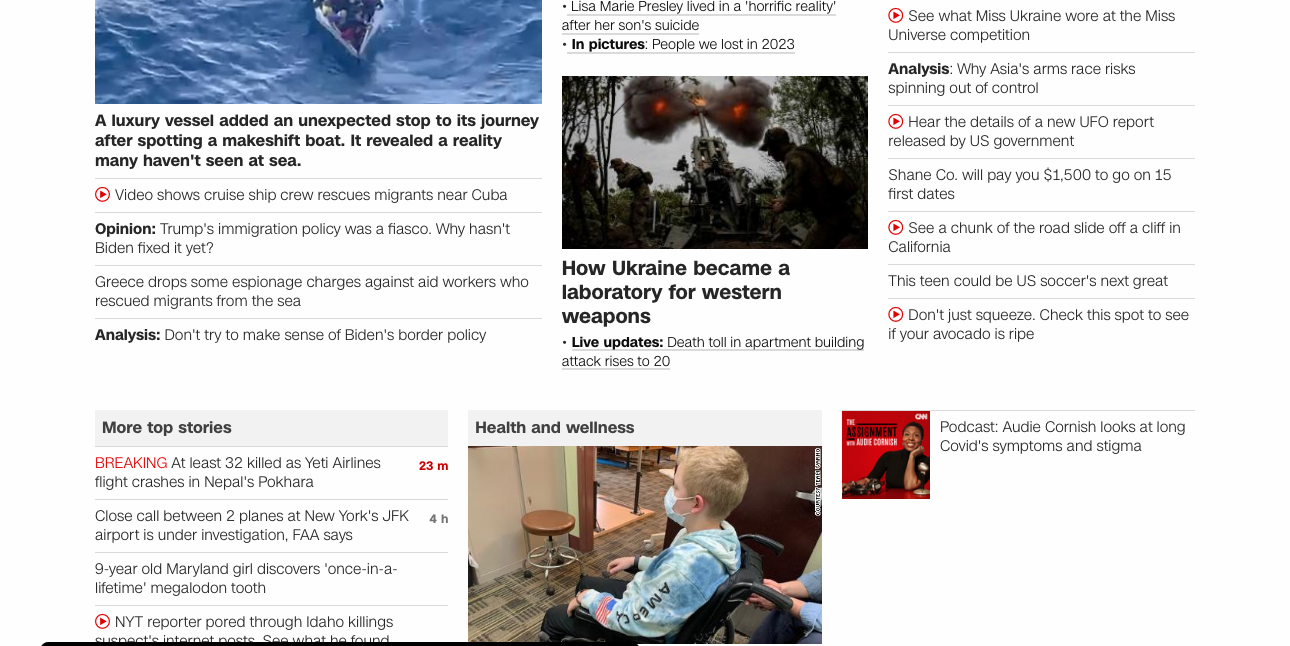 A luxury vessel added an unexpected stop to its journey
after spotting a makeshift boat. It revealed a reality
many haven't seen at sea.
Video shows cruise ship crew rescues migrants near Cuba
Opinion: Trump's immigration policy was a fiasco. Why hasn't
Biden fixed it yet?
Greece drops some espionage charges against aid workers who
rescued migrants from the sea
Analysis: Don't try to make sense of Biden's border policy
• Lisa Marie Presley lived in a 'horrific reality'
after her son's suicide
• In pictures: People we lost in 2023
How Ukraine became a
laboratory for western
weapons
• Live updates: Death toll in apartment building
attack rises to 20
See what Miss Ukraine wore at the Miss
Universe competition
Analysis: Why Asia's arms race risks
spinning out of control
Hear the details of a new UFO report
released by US government
Shane Co. will pay you $1,500 to go on 15
first dates
See a chunk of the road slide off a cliff in
California
This teen could be US soccer's next great
Don't just squeeze. Check this spot to see
if your avocado is ripe
More top stories
BREAKING At least 32 killed as Yeti Airlines
flight crashes in Nepal's Pokhara
23 m
Close call between 2 planes at New York's JFK
airport is under investigation, FAA says
4 h
9-year old Maryland girl discovers 'once-in-a-
lifetime' megalodon tooth
NYT reporter pored through Idaho killings
suspect's internet posts. See what he found
Health and wellness
AMERIC
CNN
THE
ASSIGNMENT
WITH AUDIE CORNISH
Podcast: Audie Cornish looks at long
Covid's symptoms and stigma